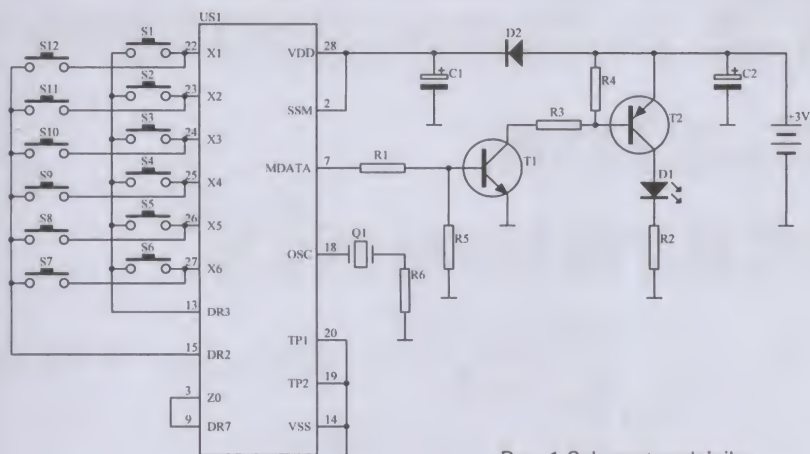 US1
S12
S1
22
X1
S11
S2
23
X2
S10
S3
24
X3
S9
S4
25
X4
S8
S5
26
X5
S7
S6
27
X6
13
DR3
15
DR2
3
Z0
9
DR7
VDD
28
SSM
2
MDATA
7
OSC
18
TP1
20
TP2
19
VSS
14
D2
+
C1
R4
R3
T2
+
C2
+3V
R1
T1
D1
R5
Q1
R6
R2